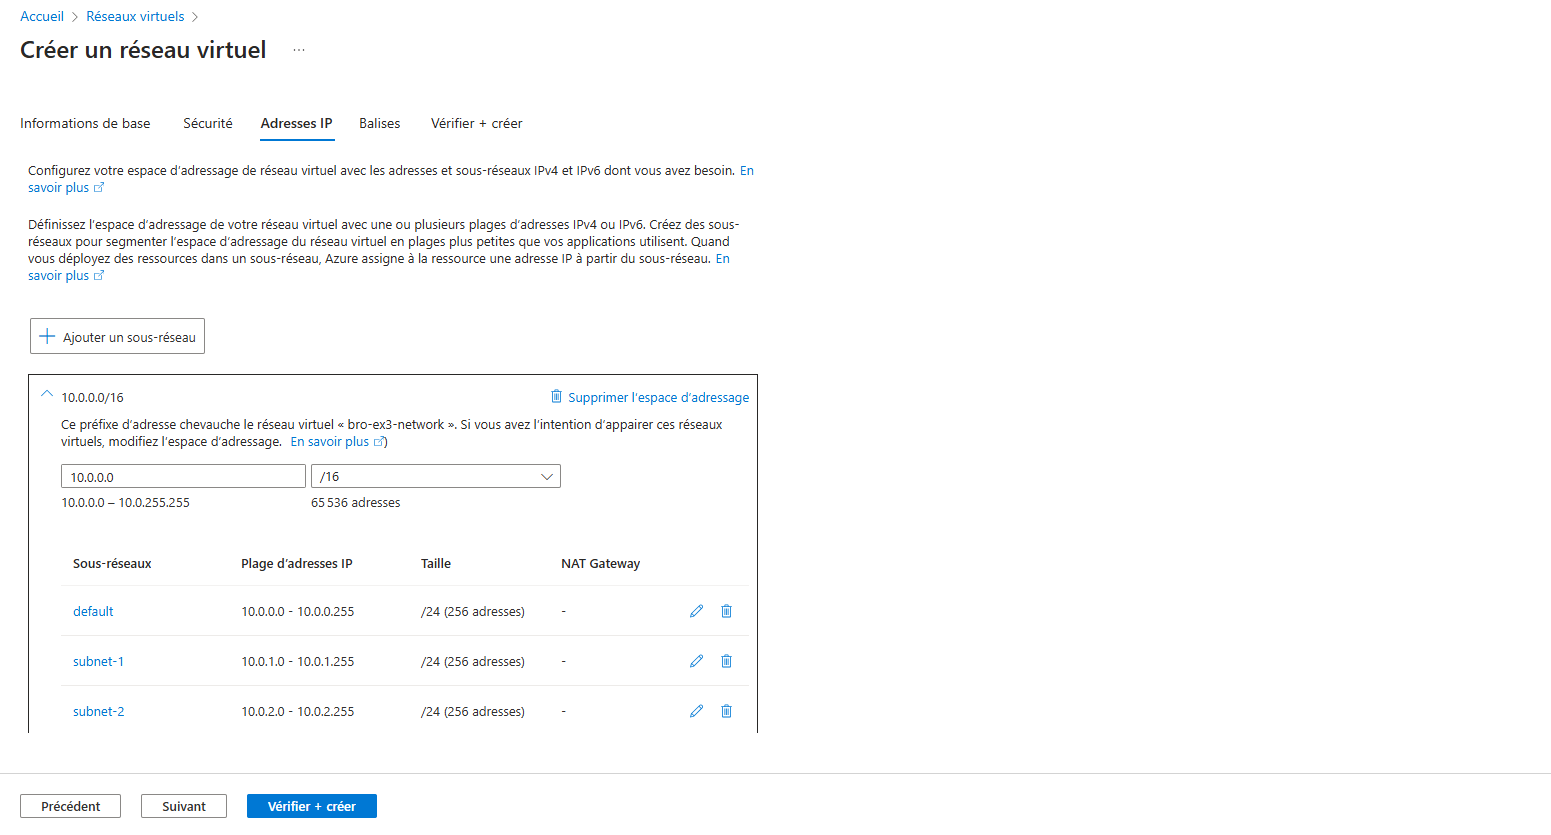 Accueil > Réseaux virtuels >
Créer un réseau virtuel ...
Informations de base Sécurité Adresses IP Balises Vérifier + créer
Configurez votre espace d’adressage de réseau virtuel avec les adresses et sous-réseaux IPv4 et IPv6 dont vous avez besoin. En
savoir plus
Définissez l’espace d’adressage de votre réseau virtuel avec une ou plusieurs plages d’adresses IPv4 ou IPv6. Créez des sous-
réseaux pour segmenter l’espace d’adressage du réseau virtuel en plages plus petites que vos applications utilisent. Quand
vous déployez des ressources dans un sous-réseau, Azure assigne à la ressource une adresse IP à partir du sous-réseau. En
savoir plus
Ajouter un sous-réseau
10.0.0.0/16 Supprimer l’espace d’adressage
Ce préfixe d’adresse chevauche le réseau virtuel « bro-ex3-network ». Si vous avez l’intention d’appairer ces réseaux
virtuels, modifiez l’espace d’adressage. En savoir plus )
10.0.0.0 /16
10.0.0.0 – 10.0.255.255 65 536 adresses
Sous-réseaux Plage d’adresses IP Taille NAT Gateway
default 10.0.0.0 - 10.0.0.255 /24 (256 adresses) -
subnet-1 10.0.1.0 - 10.0.1.255 /24 (256 adresses) -
subnet-2 10.0.2.0 - 10.0.2.255 /24 (256 adresses) -
Précédent Suivant Vérifier + créer